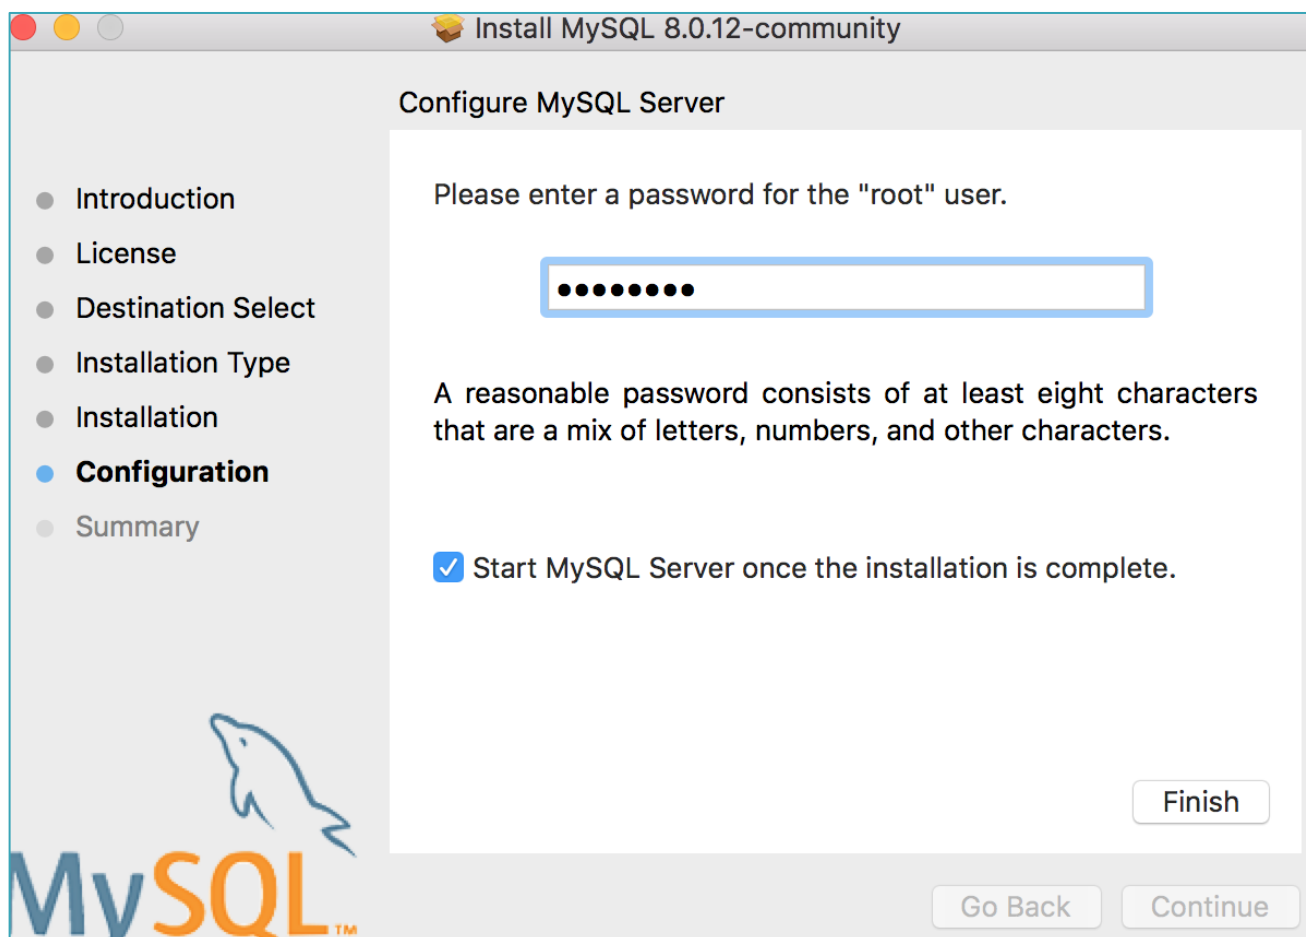 Install MySQL 8.0.12-community
Configure MySQL Server
Introduction
License
Destination Select
Installation Type
Installation
Configuration
Summary
Please enter a password for the "root" user.
••••••••
A reasonable password consists of at least eight characters
that are a mix of letters, numbers, and other characters.
Start MySQL Server once the installation is complete.
Finish
MySQL™
Go Back
Continue